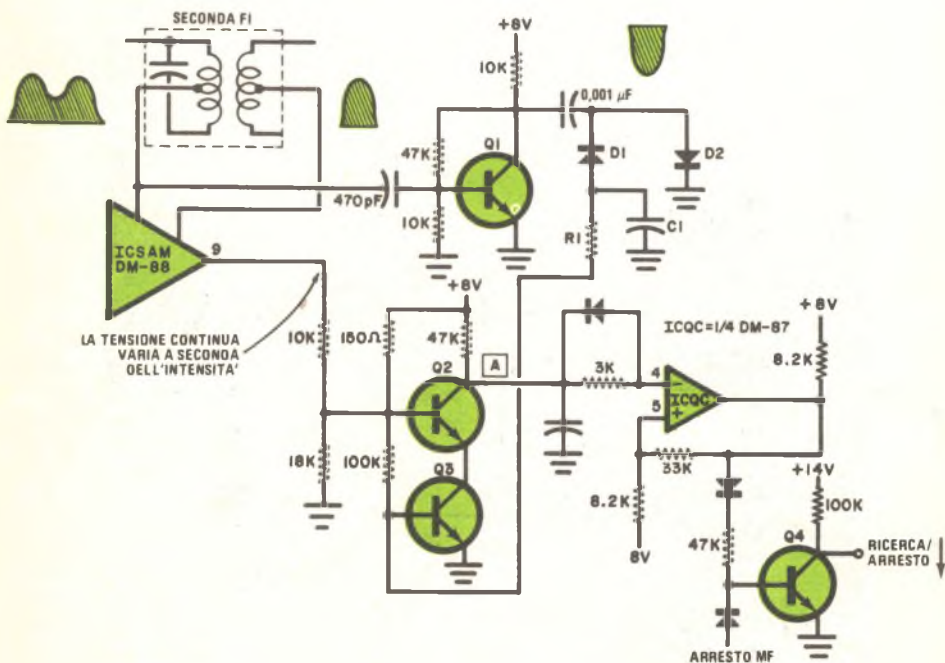 SECONDA FI
+8V
10K
0,001 µF
47K
Q1
D1
D2
470pF
10K
R1
C1
ICSAM
DM-88
9
LA TENSIONE CONTINUA
VARIA A SECONDA
DELL'INTENSITA'
10K
150Ω
+8V
47K
Q2
A
18K
100K
Q3
3K
ICQC=1/4 DM-87
+8V
8.2K
4
−
ICQC
5
+
33K
8.2K
8V
+14V
100K
47K
Q4
RICERCA/
ARRESTO
ARRESTO MF